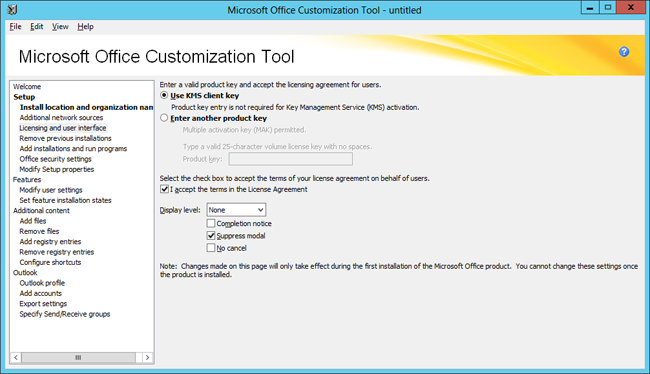 Microsoft Office Customization Tool - untitled
File Edit View Help
Microsoft Office Customization Tool
Welcome
Setup
Install location and organization nan
Additional network sources
Licensing and user interface
Remove previous installations
Add installations and run programs
Office security settings
Modify Setup properties
Features
Modify user settings
Set feature installation states
Additional content
Add files
Remove files
Add registry entries
Remove registry entries
Configure shortcuts
Outlook
Outlook profile
Add accounts
Export settings
Specify Send/Receive groups
Enter a valid product key and accept the licensing agreement for users.
Use KMS client key
Product key entry is not required for Key Management Service (KMS) activation.
Enter another product key
Multiple activation key (MAK) permitted.
Type a valid 25-character volume license key with no spaces.
Product key:
Select the check box to accept the terms of your license agreement on behalf of users.
I accept the terms in the License Agreement
Display level: None
Completion notice
Suppress modal
No cancel
Note: Changes made on this page will only take effect during the first installation of the Microsoft Office product. You cannot change these settings once
the product is installed.